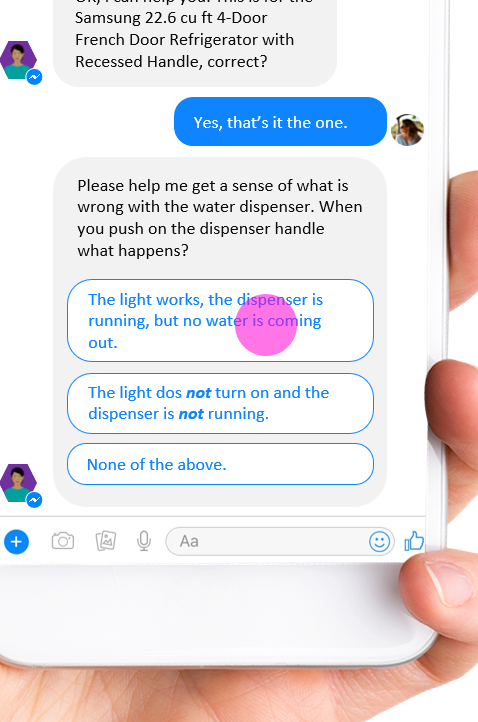 Ok, I can help you. This is for the
Samsung 22.6 cu ft 4-Door
French Door Refrigerator with
Recessed Handle, correct?
Yes, that’s it the one.
Please help me get a sense of what is
wrong with the water dispenser. When
you push on the dispenser handle
what happens?
The light works, the dispenser is
running, but no water is coming
out.
The light dos not turn on and the
dispenser is not running.
None of the above.
Aa